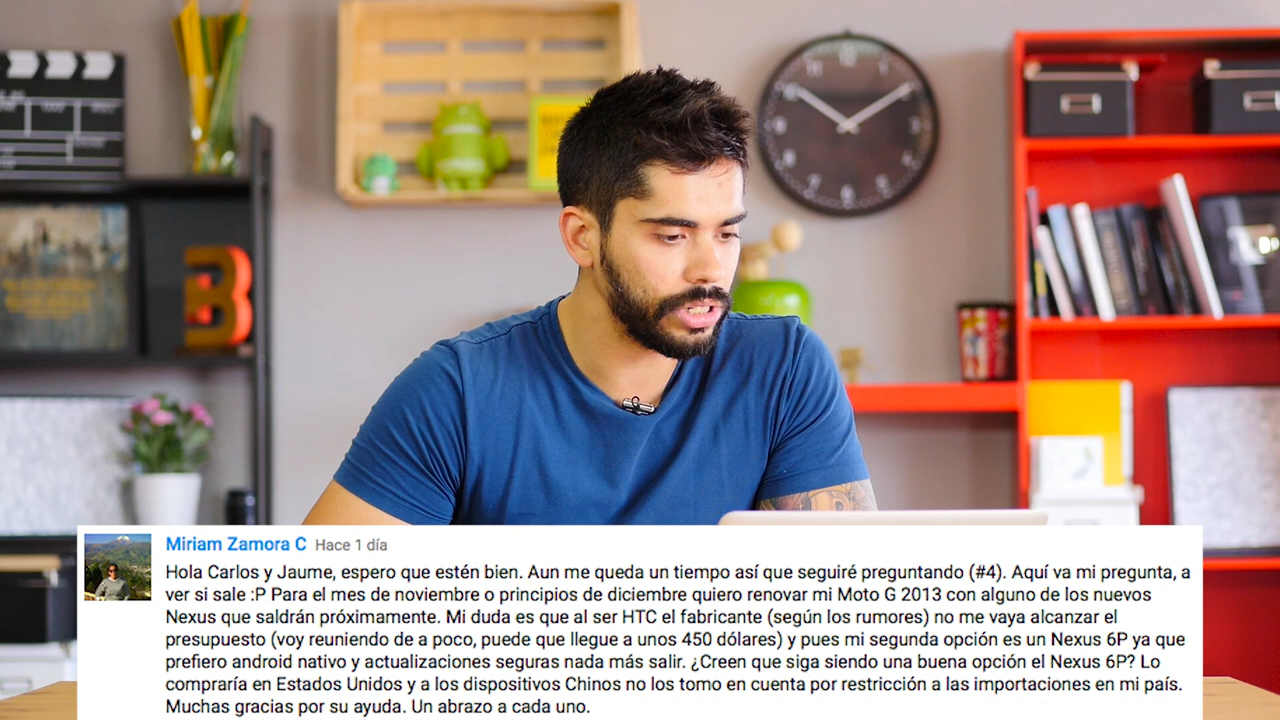 B
Miriam Zamora C Hace 1 día
Hola Carlos y Jaume, espero que estén bien. Aun me queda un tiempo así que seguiré preguntando (#4). Aquí va mi pregunta, a
ver si sale :P Para el mes de noviembre o principios de diciembre quiero renovar mi Moto G 2013 con alguno de los nuevos
Nexus que saldrán próximamente. Mi duda es que al ser HTC el fabricante (según los rumores) no me vaya alcanzar el
presupuesto (voy reuniendo de a poco, puede que llegue a unos 450 dólares) y pues mi segunda opción es un Nexus 6P ya que
prefiero android nativo y actualizaciones seguras nada más salir. ¿Creen que siga siendo una buena opción el Nexus 6P? Lo
compraría en Estados Unidos y a los dispositivos Chinos no los tomo en cuenta por restricción a las importaciones en mi país.
Muchas gracias por su ayuda. Un abrazo a cada uno.